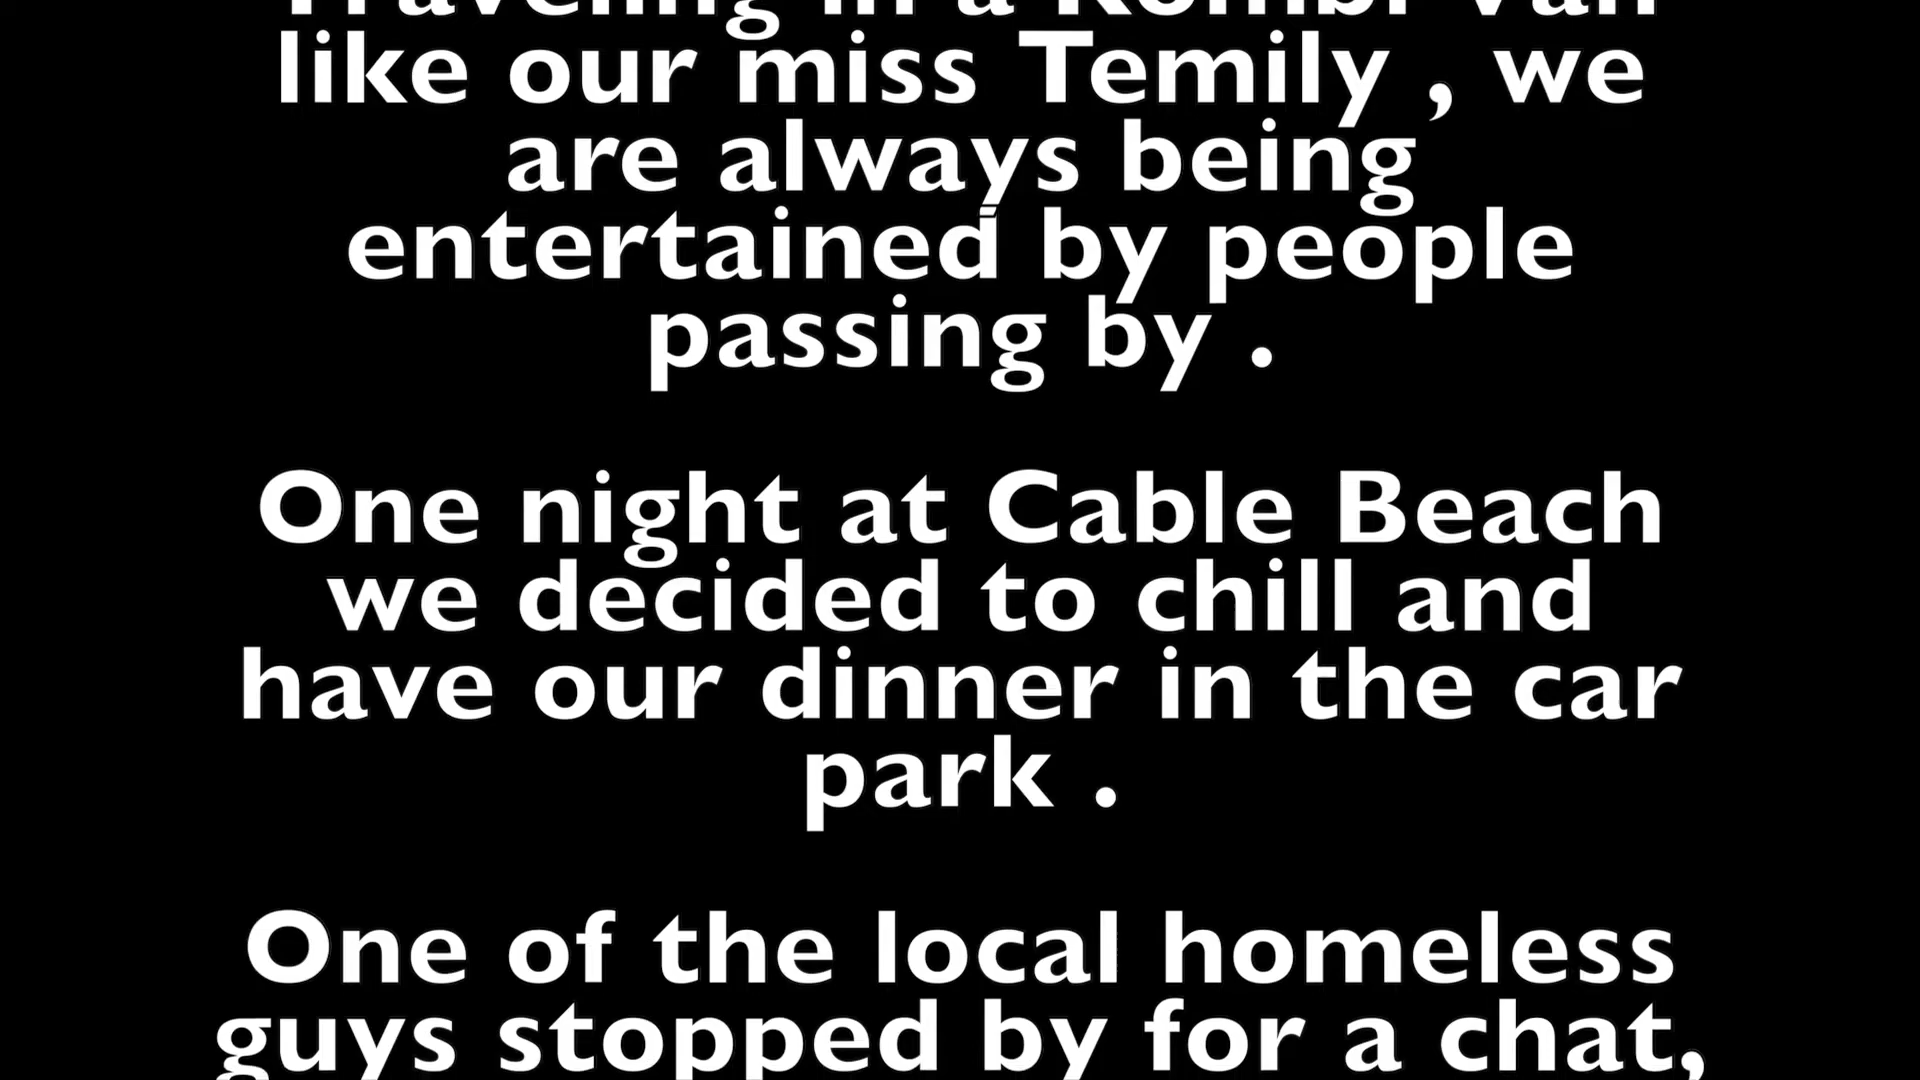 Traveling in a Kombi van
like our miss Temily , we
are always being
entertained by people
passing by .
One night at Cable Beach
we decided to chill and
have our dinner in the car
park .
One of the local homeless
guys stopped by for a chat,